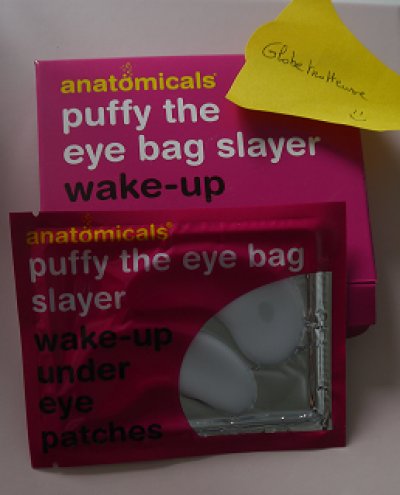 anatomicals
puffy the
eye bag slayer
wake-up
Globetrotteuse
anatomicals
puffy the eye bag
slayer
wake-up
under
eye
patches